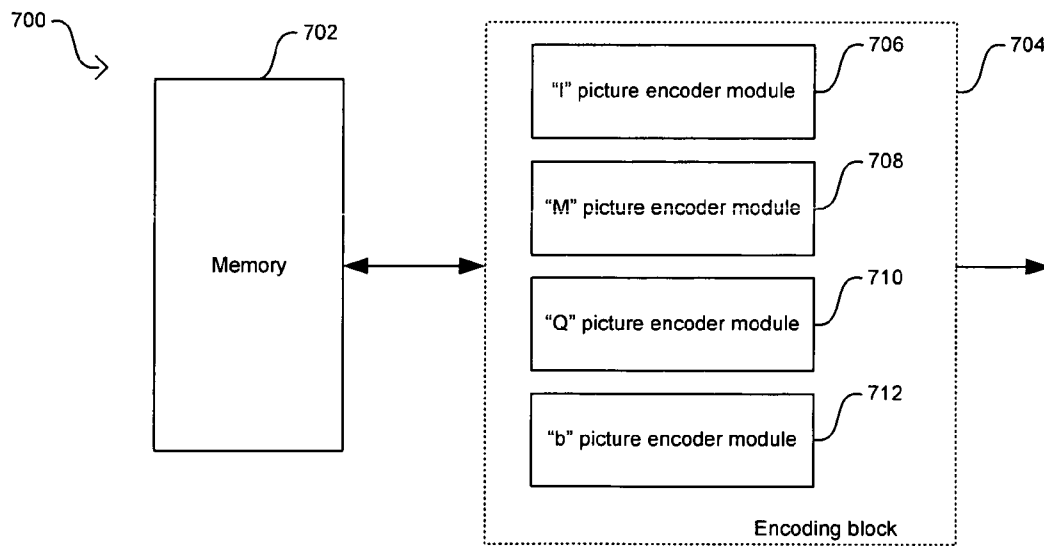 700
702
706
704
“I” picture encoder module
708
“M” picture encoder module
Memory
710
“Q” picture encoder module
712
“b” picture encoder module
Encoding block